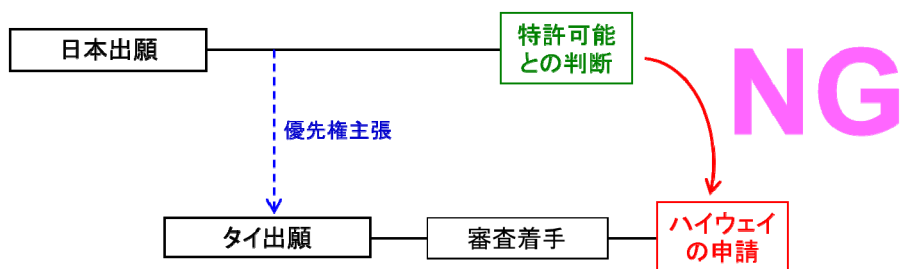 日本出願
特許可能
との判断
NG
優先権主張
タイ出願
審査着手
ハイウェイ
の申請